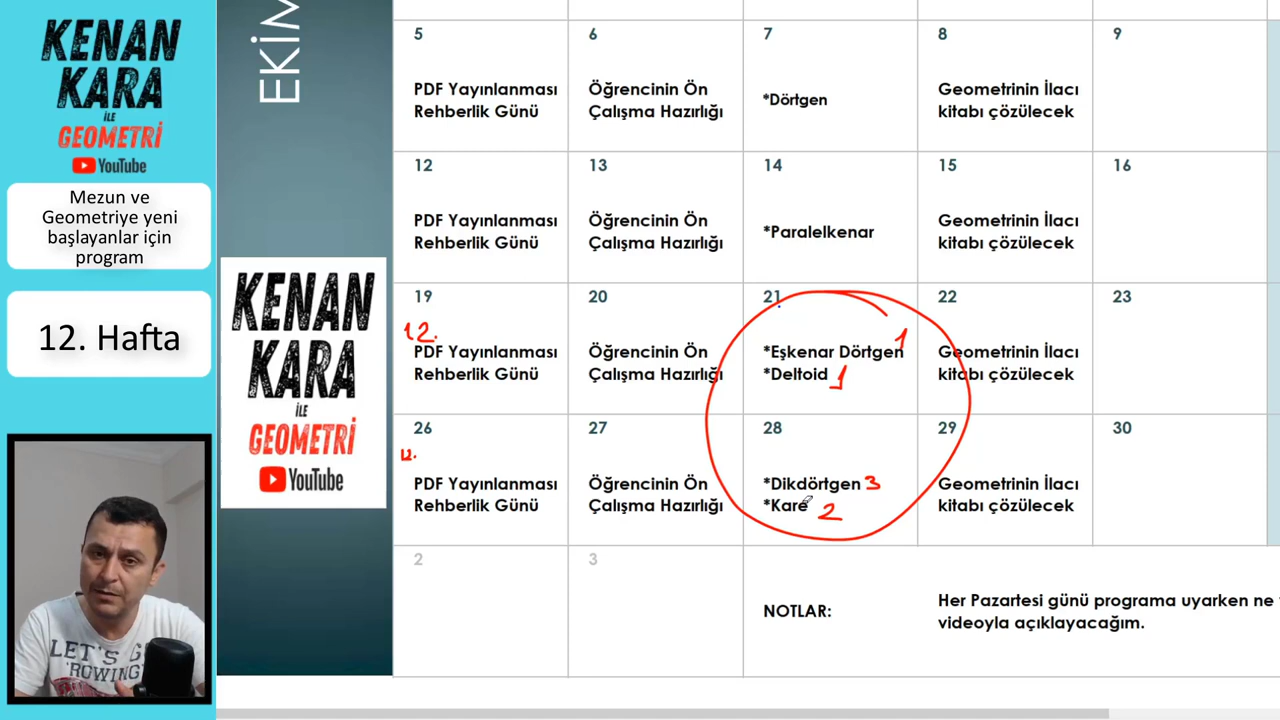 KENAN
KARA
İLE
GEOMETRİ
YouTube
Mezun ve
Geometriye yeni
başlayanlar için
program
12. Hafta
LET'S G
'ROWING
EKİM
KENAN
KARA
İLE
GEOMETRİ
YouTube
5
PDF Yayınlanması
Rehberlik Günü
6
Öğrencinin Ön
Çalışma Hazırlığı
7
*Dörtgen
8
Geometrinin İlacı
kitabı çözülecek
9
12
PDF Yayınlanması
Rehberlik Günü
13
Öğrencinin Ön
Çalışma Hazırlığı
14
*Paralelkenar
15
Geometrinin İlacı
kitabı çözülecek
16
19
12.
PDF Yayınlanması
Rehberlik Günü
20
Öğrencinin Ön
Çalışma Hazırlığı
21
*Eşkenar Dörtgen 1
*Deltoid 1
22
Geometrinin İlacı
kitabı çözülecek
23
26
12.
PDF Yayınlanması
Rehberlik Günü
27
Öğrencinin Ön
Çalışma Hazırlığı
28
*Dikdörtgen 3
*Kare 2
29
Geometrinin İlacı
kitabı çözülecek
30
2
3
NOTLAR:
Her Pazartesi günü programa uyarken ne
videoyla açıklayacağım.